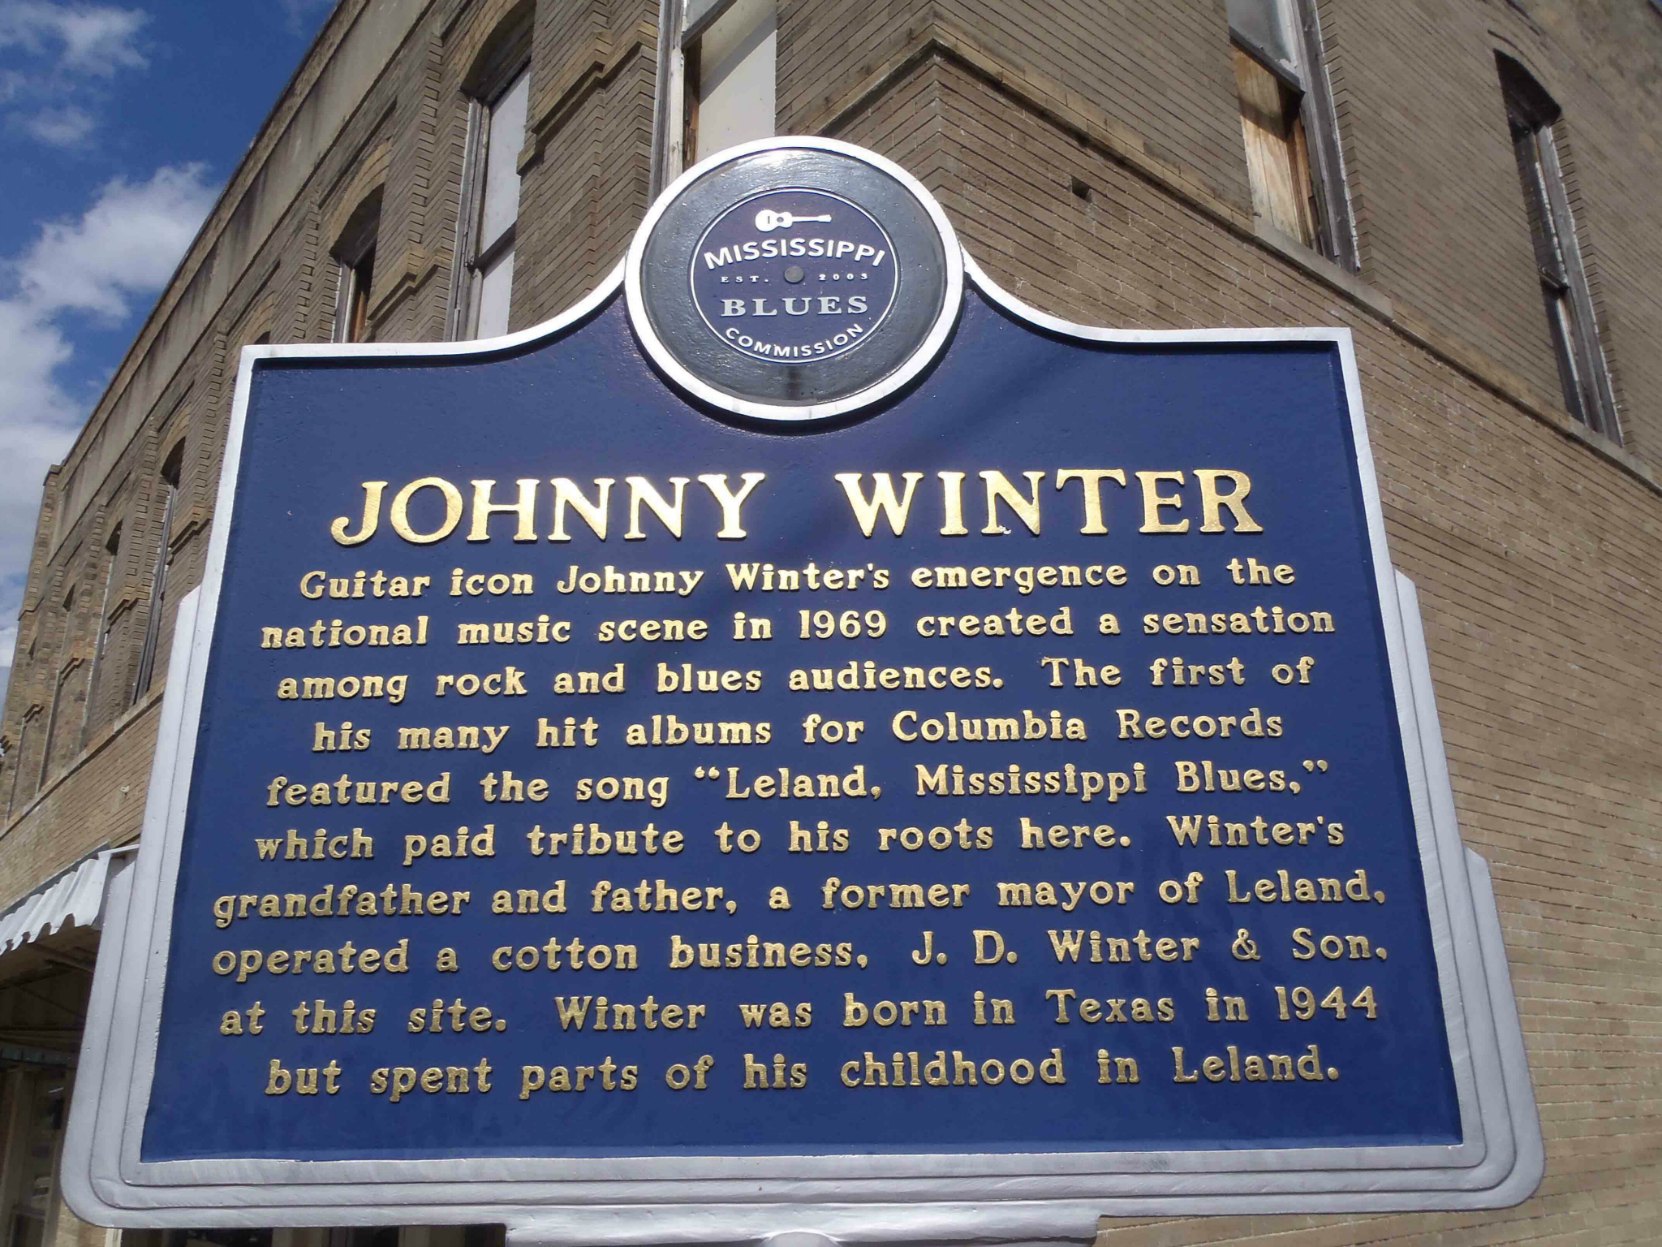 MISSISSIPPI
EST. 2003
BLUES
COMMISSION
JOHNNY WINTER
Guitar icon Johnny Winter's emergence on the
national music scene in 1969 created a sensation
among rock and blues audiences. The first of
his many hit albums for Columbia Records
featured the song “Leland, Mississippi Blues,”
which paid tribute to his roots here. Winter's
grandfather and father, a former mayor of Leland,
operated a cotton business, J. D. Winter & Son,
at this site. Winter was born in Texas in 1944
but spent parts of his childhood in Leland.